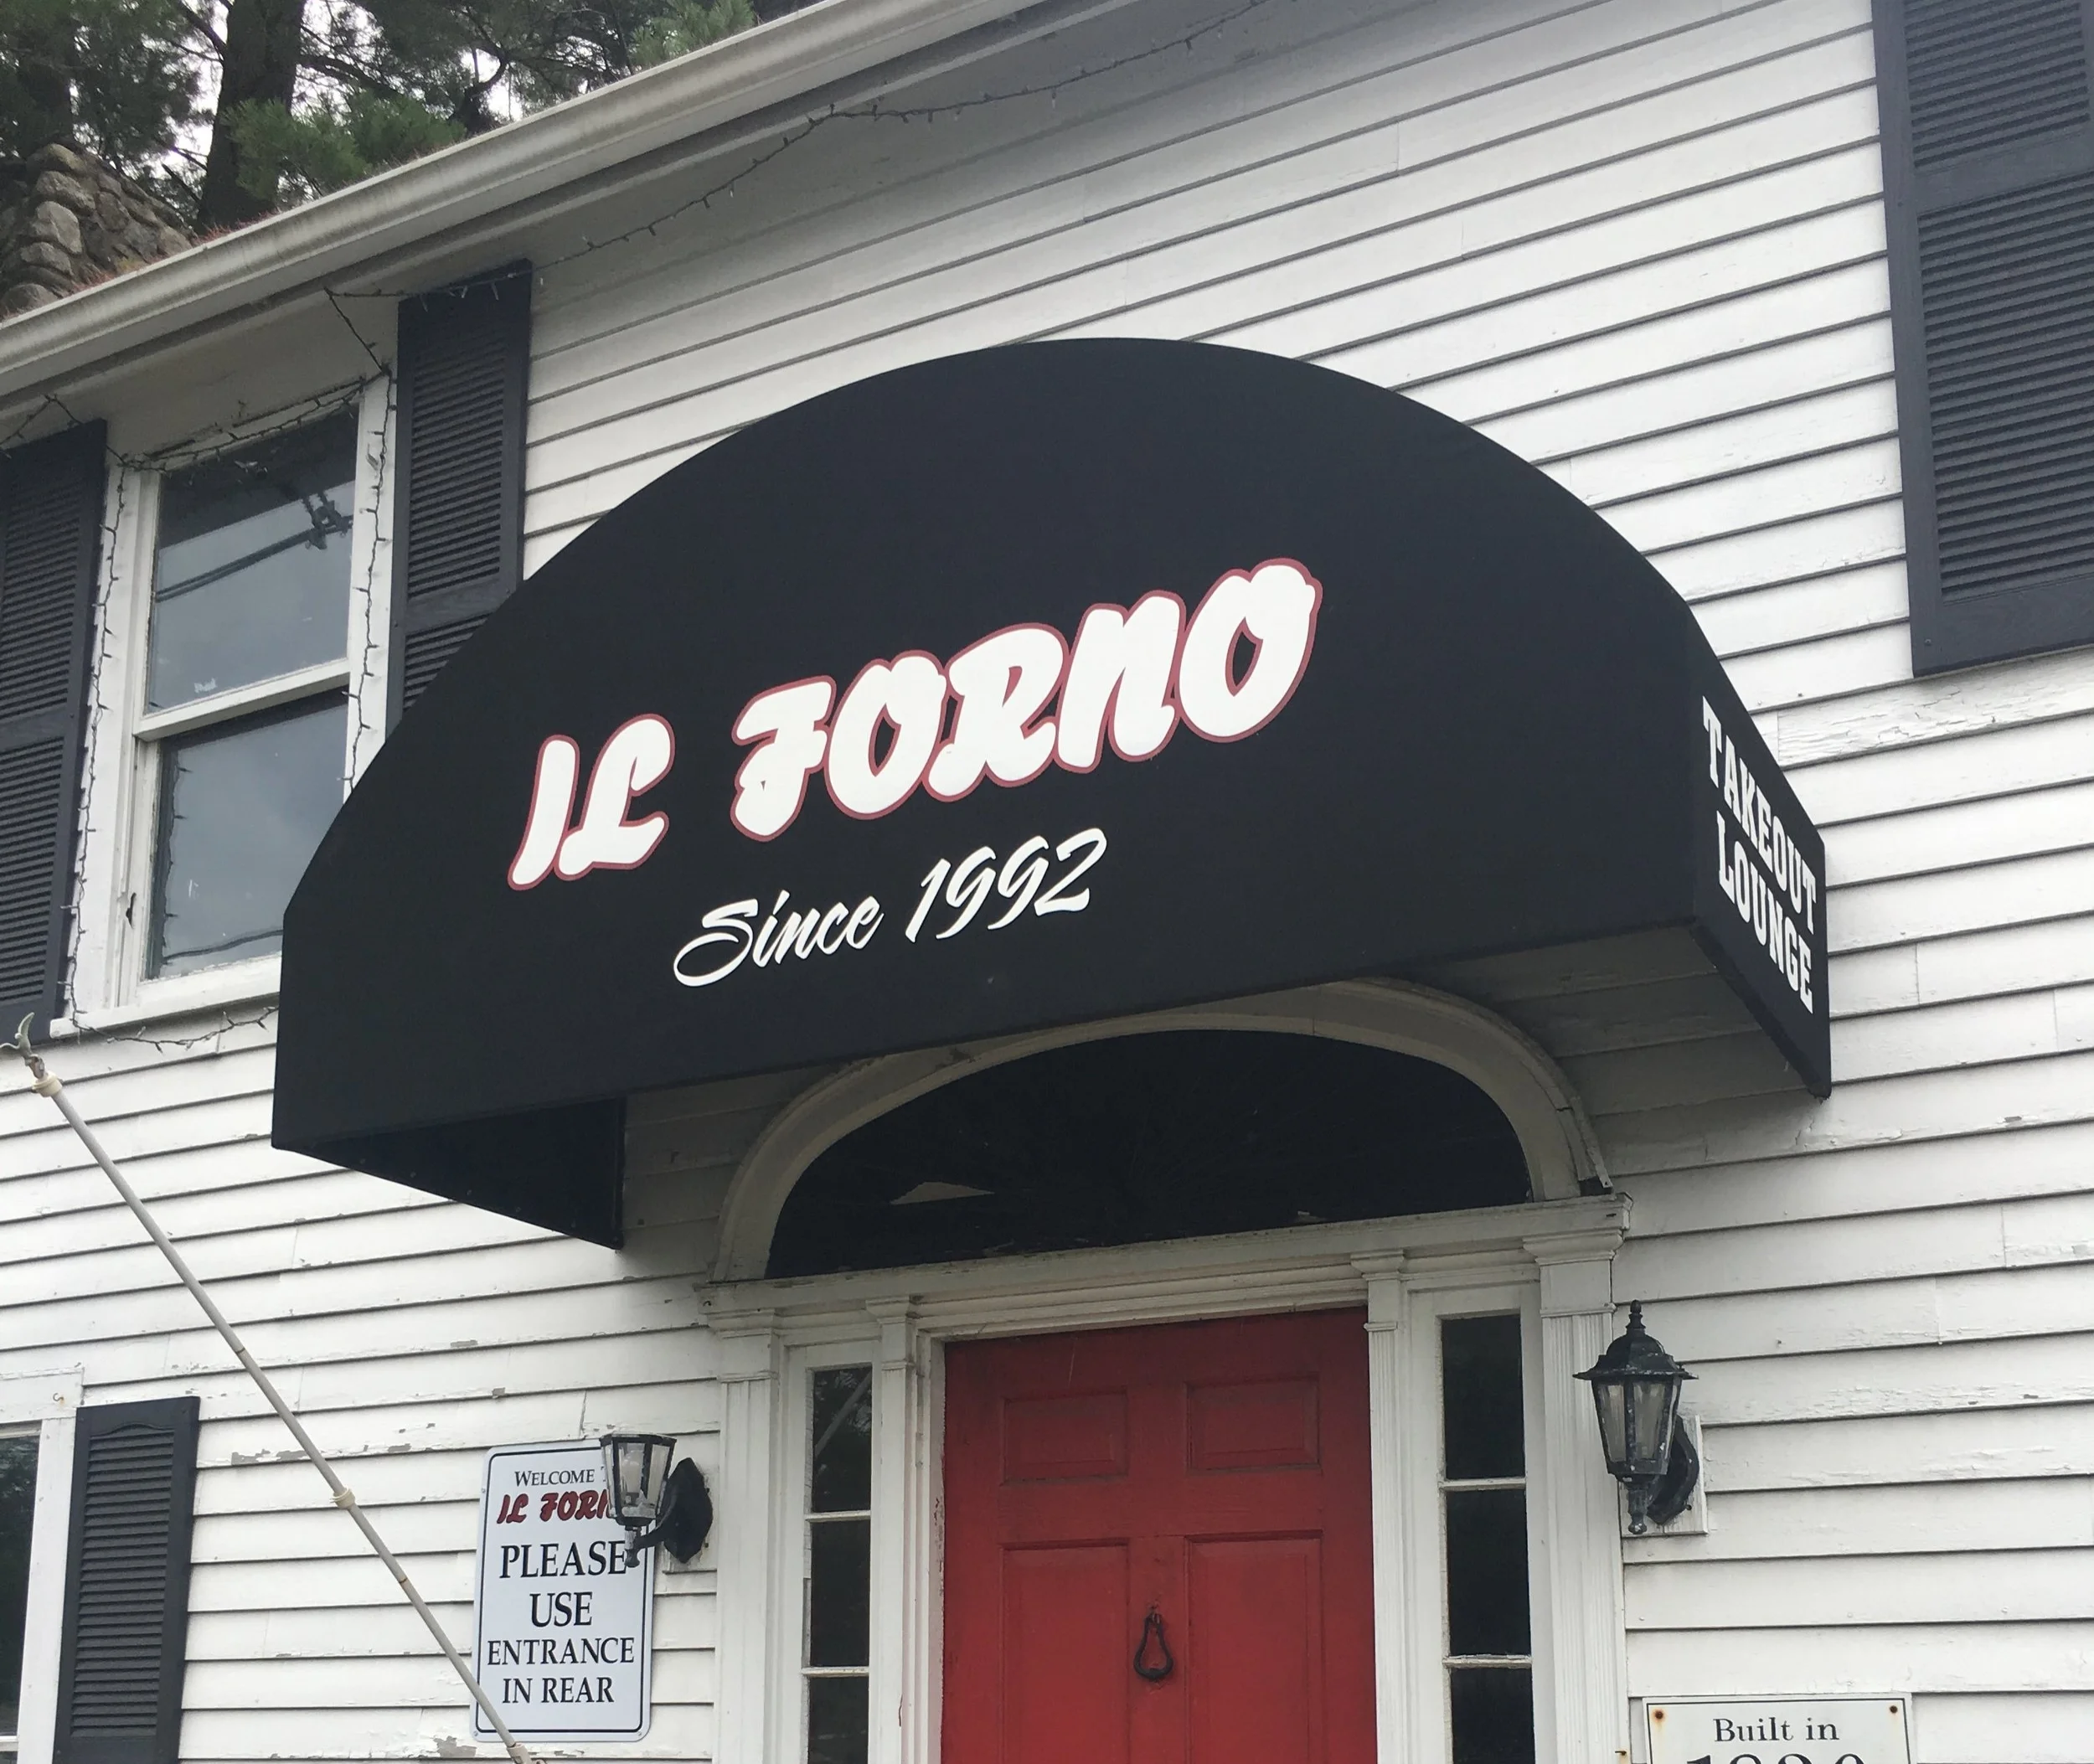 IL FORNO
Since 1992
TAKEOUT
LOUNGE
WELCOME
IL FORN
PLEASE
USE
ENTRANCE
IN REAR
Built in